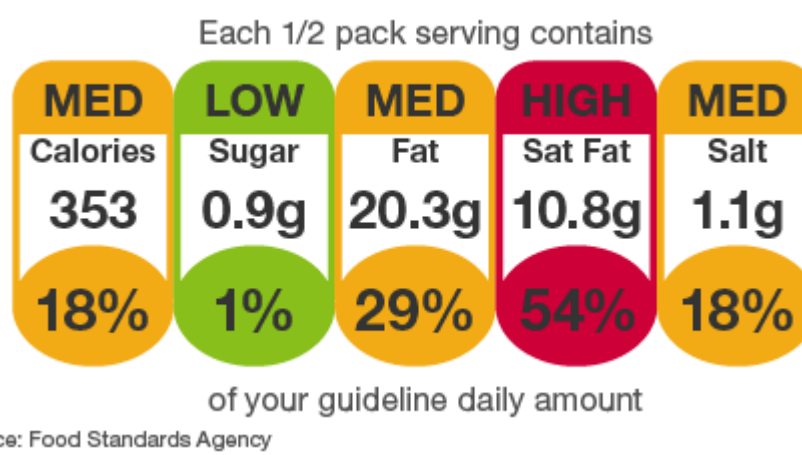 Each 1/2 pack serving contains
MED LOW MED HIGH MED
Calories Sugar Fat Sat Fat Salt
353 0.9g 20.3g 10.8g 1.1g
18% 1% 29% 54% 18%
of your guideline daily amount
Food Standards Agency